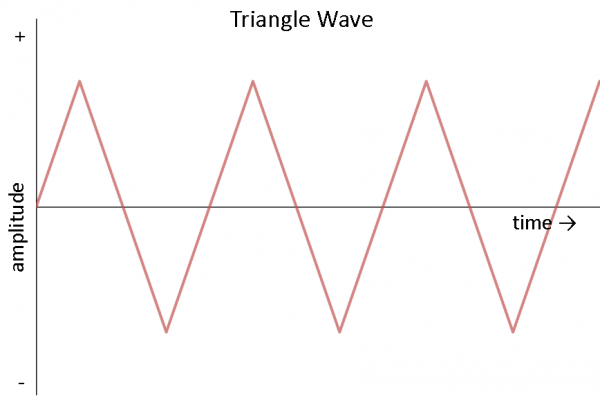 Triangle Wave
+
amplitude
time →
-